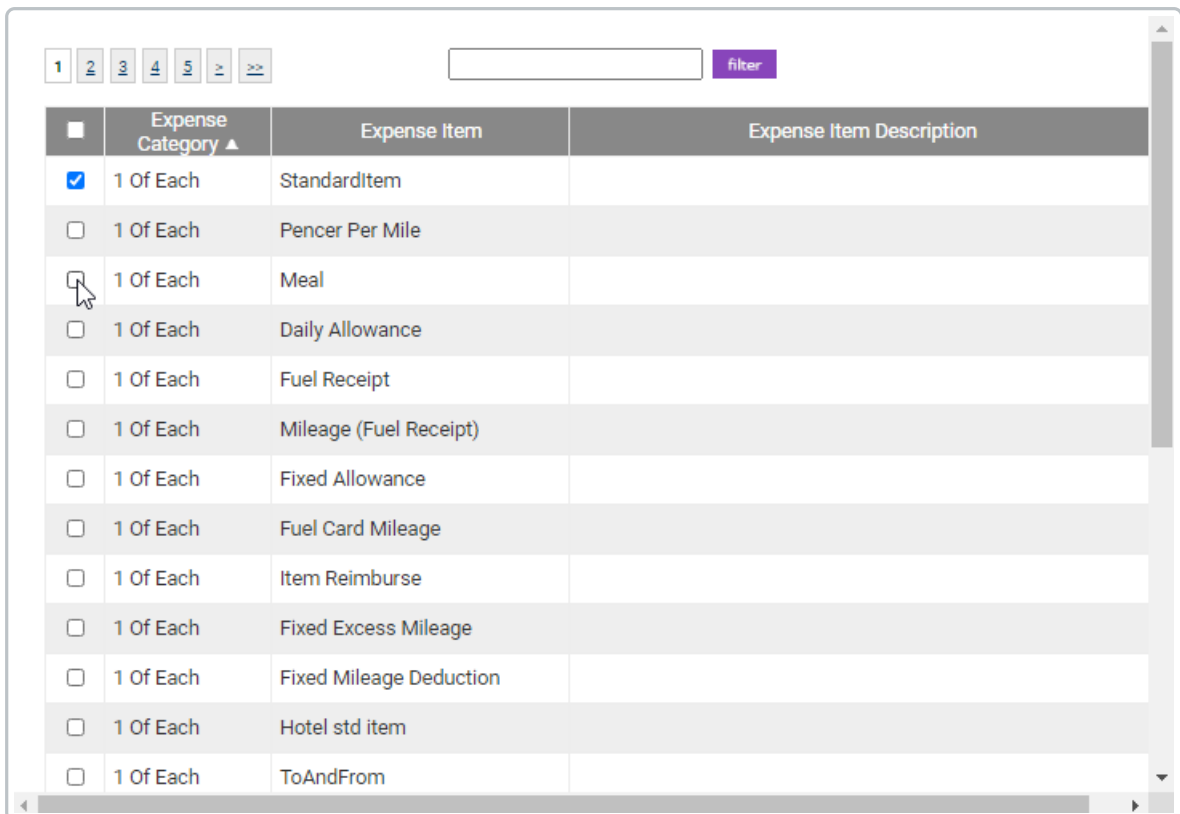 1 2 3 4 5 > >> filter
Expense Category ▲ Expense Item Expense Item Description
1 Of Each StandardItem
1 Of Each Pencer Per Mile
1 Of Each Meal
1 Of Each Daily Allowance
1 Of Each Fuel Receipt
1 Of Each Mileage (Fuel Receipt)
1 Of Each Fixed Allowance
1 Of Each Fuel Card Mileage
1 Of Each Item Reimburse
1 Of Each Fixed Excess Mileage
1 Of Each Fixed Mileage Deduction
1 Of Each Hotel std item
1 Of Each ToAndFrom